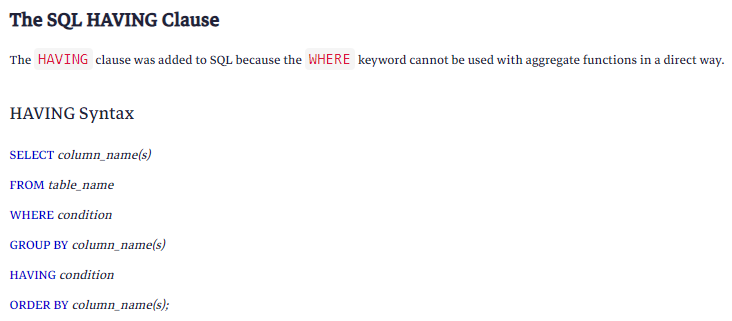 The SQL HAVING Clause
The HAVING clause was added to SQL because the WHERE keyword cannot be used with aggregate functions in a direct way.
HAVING Syntax
SELECT column_name(s)
FROM table_name
WHERE condition
GROUP BY column_name(s)
HAVING condition
ORDER BY column_name(s);